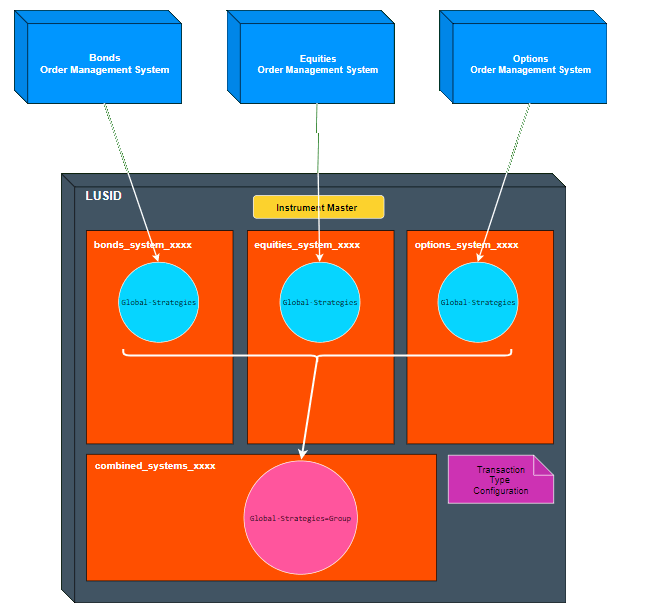 Bonds
Order Management System
Equities
Order Management System
Options
Order Management System
LUSID
Instrument Master
bonds_system_xxxx
equities_system_xxxx
options_system_xxxx
Global-Strategies
Global-Strategies
Global-Strategies
combined_systems_xxxx
Global-Strategies=Group
Transaction
Type
Configuration